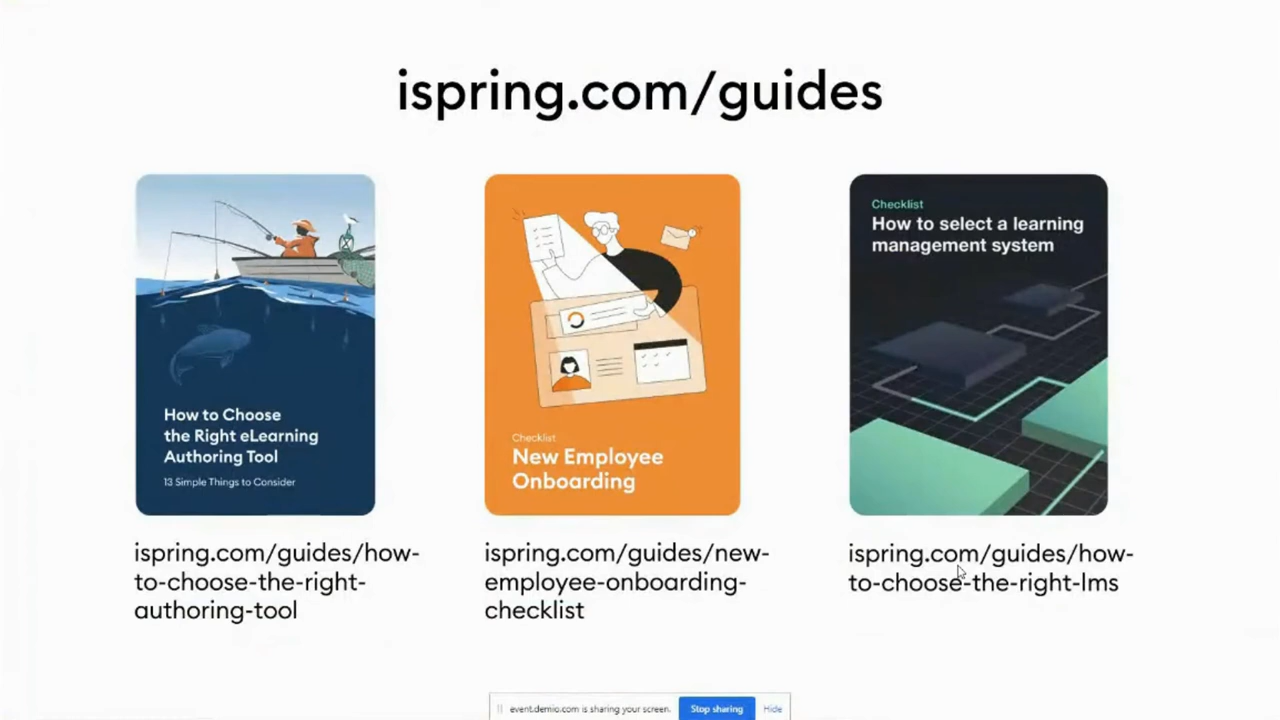 ispring.com/guides
How to Choose
the Right eLearning
Authoring Tool
13 Simple Things to Consider
ispring.com/guides/how-
to-choose-the-right-
authoring-tool
Checklist
New Employee
Onboarding
ispring.com/guides/new-
employee-onboarding-
checklist
Checklist
How to select a learning
management system
ispring.com/guides/how-
to-choose-the-right-lms
event.demio.com is sharing your screen. Stop sharing Hide